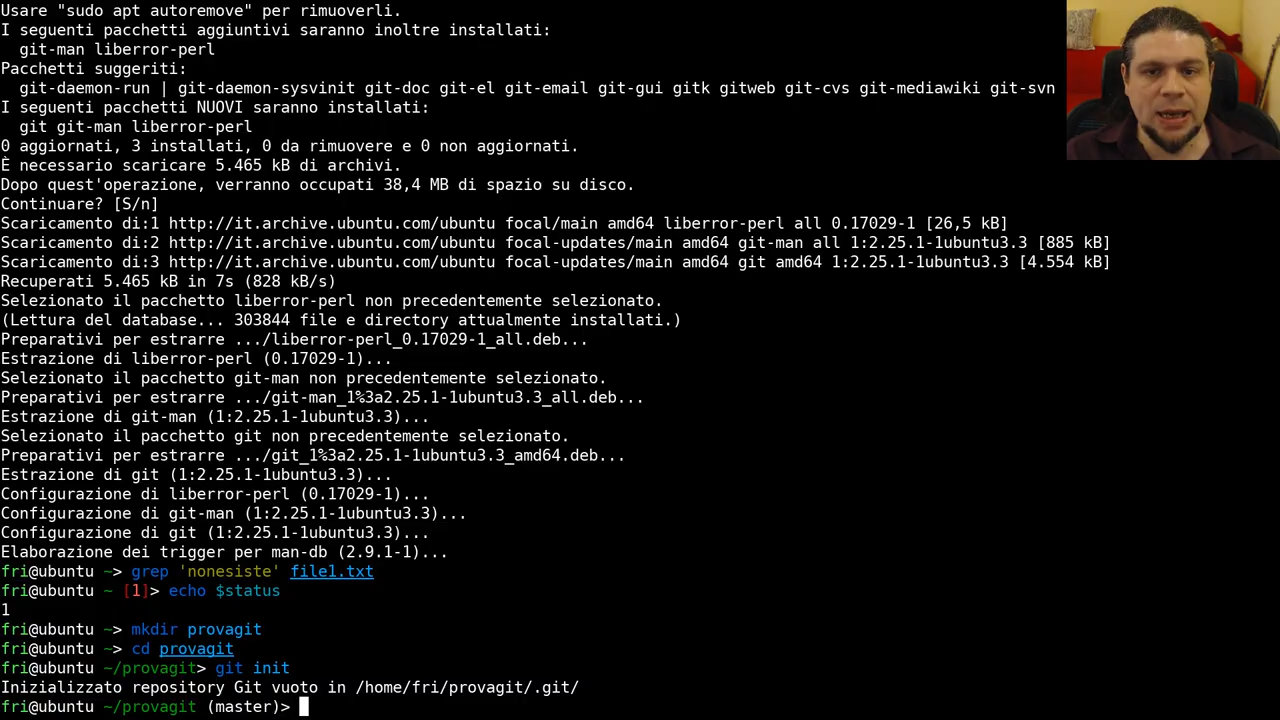 Usare "sudo apt autoremove" per rimuoverli.
I seguenti pacchetti aggiuntivi saranno inoltre installati:
  git-man liberror-perl
Pacchetti suggeriti:
  git-daemon-run | git-daemon-sysvinit git-doc git-el git-email git-gui gitk gitweb git-cvs git-mediawiki git-svn
I seguenti pacchetti NUOVI saranno installati:
  git git-man liberror-perl
0 aggiornati, 3 installati, 0 da rimuovere e 0 non aggiornati.
È necessario scaricare 5.465 kB di archivi.
Dopo quest'operazione, verranno occupati 38,4 MB di spazio su disco.
Continuare? [S/n]
Scaricamento di:1 http://it.archive.ubuntu.com/ubuntu focal/main amd64 liberror-perl all 0.17029-1 [26,5 kB]
Scaricamento di:2 http://it.archive.ubuntu.com/ubuntu focal-updates/main amd64 git-man all 1:2.25.1-1ubuntu3.3 [885 kB]
Scaricamento di:3 http://it.archive.ubuntu.com/ubuntu focal-updates/main amd64 git amd64 1:2.25.1-1ubuntu3.3 [4.554 kB]
Recuperati 5.465 kB in 7s (828 kB/s)
Selezionato il pacchetto liberror-perl non precedentemente selezionato.
(Lettura del database... 303844 file e directory attualmente installati.)
Preparativi per estrarre .../liberror-perl_0.17029-1_all.deb...
Estrazione di liberror-perl (0.17029-1)...
Selezionato il pacchetto git-man non precedentemente selezionato.
Preparativi per estrarre .../git-man_1%3a2.25.1-1ubuntu3.3_all.deb...
Estrazione di git-man (1:2.25.1-1ubuntu3.3)...
Selezionato il pacchetto git non precedentemente selezionato.
Preparativi per estrarre .../git_1%3a2.25.1-1ubuntu3.3_amd64.deb...
Estrazione di git (1:2.25.1-1ubuntu3.3)...
Configurazione di liberror-perl (0.17029-1)...
Configurazione di git-man (1:2.25.1-1ubuntu3.3)...
Configurazione di git (1:2.25.1-1ubuntu3.3)...
Elaborazione dei trigger per man-db (2.9.1-1)...
fri@ubuntu ~> grep 'nonesiste' file1.txt
fri@ubuntu ~ [1]> echo $status
1
fri@ubuntu ~> mkdir provagit
fri@ubuntu ~> cd provagit
fri@ubuntu ~/provagit> git init
Inizializzato repository Git vuoto in /home/fri/provagit/.git/
fri@ubuntu ~/provagit (master)>